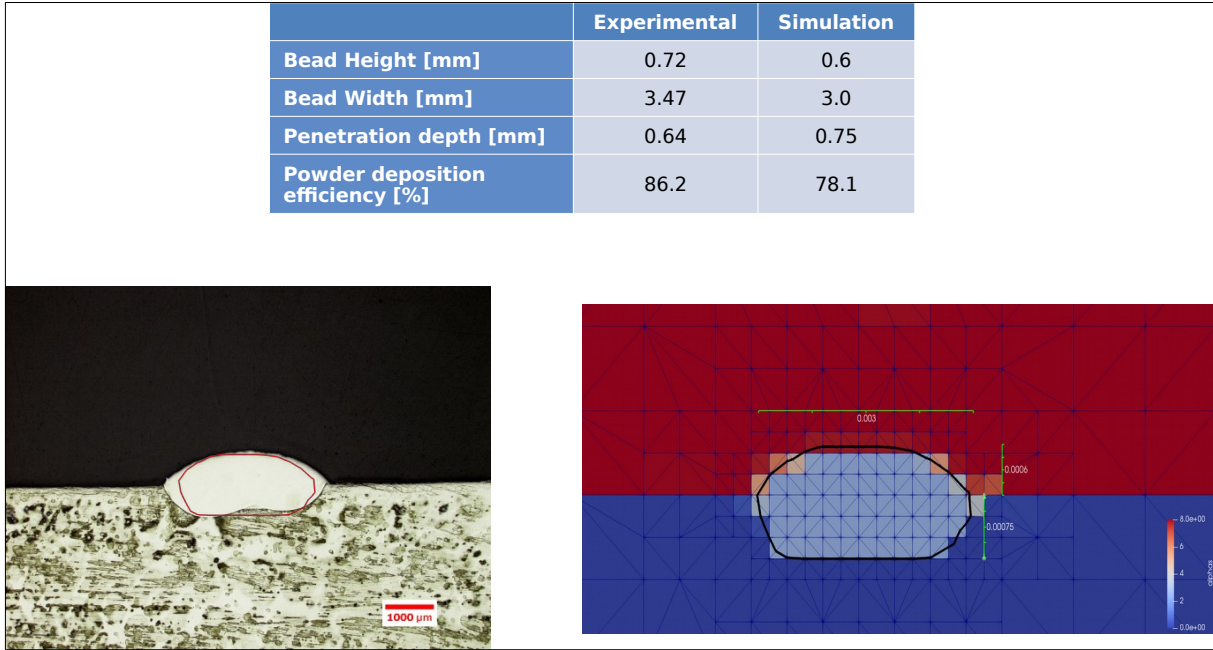 Experimental Simulation
Bead Height [mm] 0.72 0.6
Bead Width [mm] 3.47 3.0
Penetration depth [mm] 0.64 0.75
Powder deposition
efficiency [%] 86.2 78.1
0.003
0.0006
0.00075
1000 µm
8.0e+00
6
4
2
0.0e+00
alphas